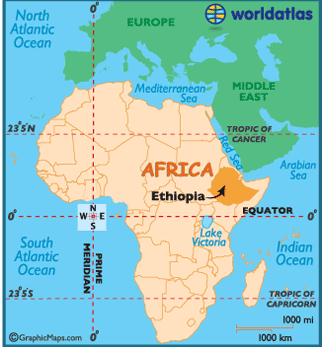 North
Atlantic
Ocean
0°
EUROPE
worldatlas
Mediterranean
Sea
MIDDLE
EAST
23°5'N
TROPIC OF
CANCER
Red Sea
Arabian
Sea
AFRICA
Ethiopia
N
W E
S
0°
EQUATOR
0°
South
Atlantic
Ocean
PRIME
MERIDIAN
Lake
Victoria
Indian
Ocean
23°5'S
TROPIC OF
CAPRICORN
1000 mi
1000 km
©GraphicMaps.com
0°